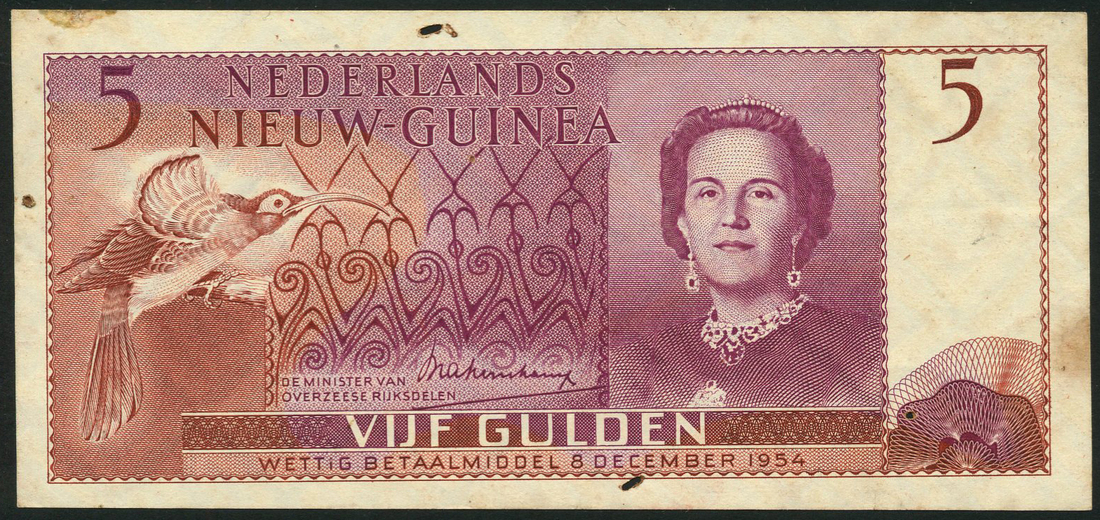 5
NEDERLANDS
NIEUW-GUINEA
5
DE MINISTER VAN
OVERZEESE RIJKSDELEN
VIJF GULDEN
WETTIG BETAALMIDDEL 8 DECEMBER 1954